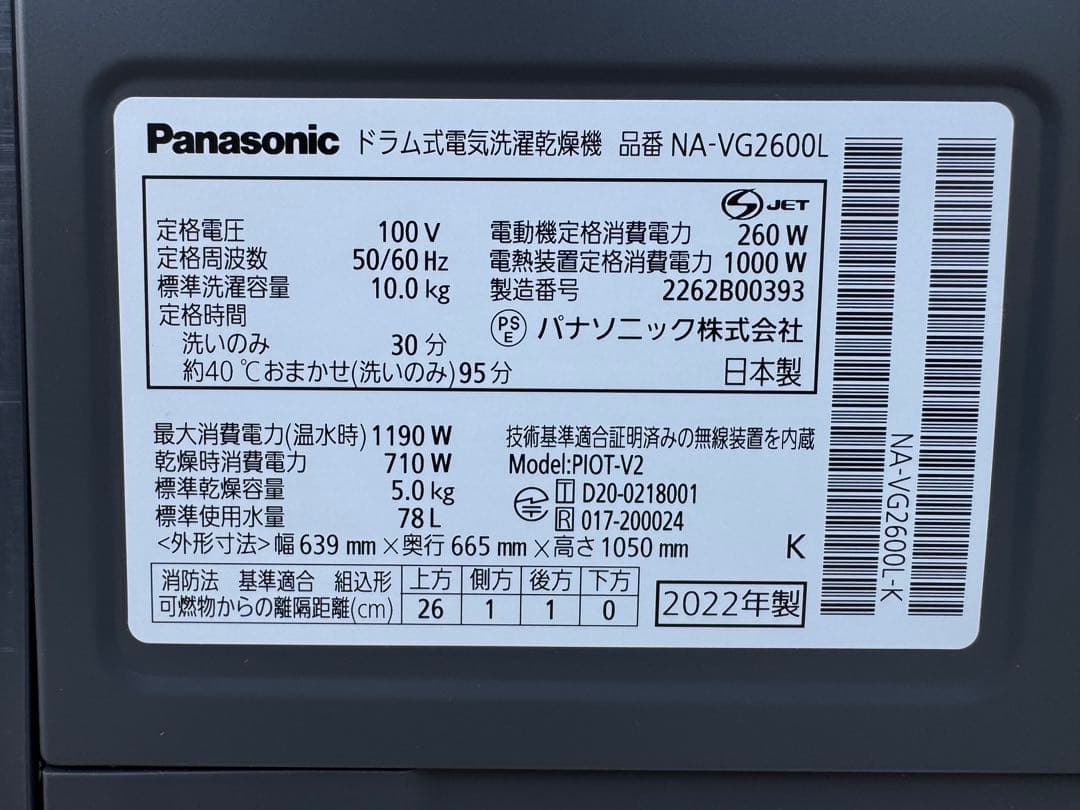 Panasonic ドラム式電気洗濯乾燥機 品番 NA-VG2600L
JET
定格電圧 100 V
定格周波数 50/60 Hz
標準洗濯容量 10.0 kg
定格時間
洗いのみ 30 分
約40 ℃おまかせ(洗いのみ) 95 分
電動機定格消費電力 260 W
電熱装置定格消費電力 1000 W
製造番号 2262B00393
PS E パナソニック株式会社
日本製
最大消費電力(温水時) 1190 W
乾燥時消費電力 710 W
標準乾燥容量 5.0 kg
標準使用水量 78 L
<外形寸法>幅 639 mm×奥行 665 mm×高さ 1050 mm
技術基準適合証明済みの無線装置を内蔵
Model:PIOT-V2
T D20-0218001
R 017-200024
K
消防法 基準適合 組込形 上方 側方 後方 下方
可燃物からの離隔距離(cm) 26 1 1 0
2022年製
NA-VG2600L-K